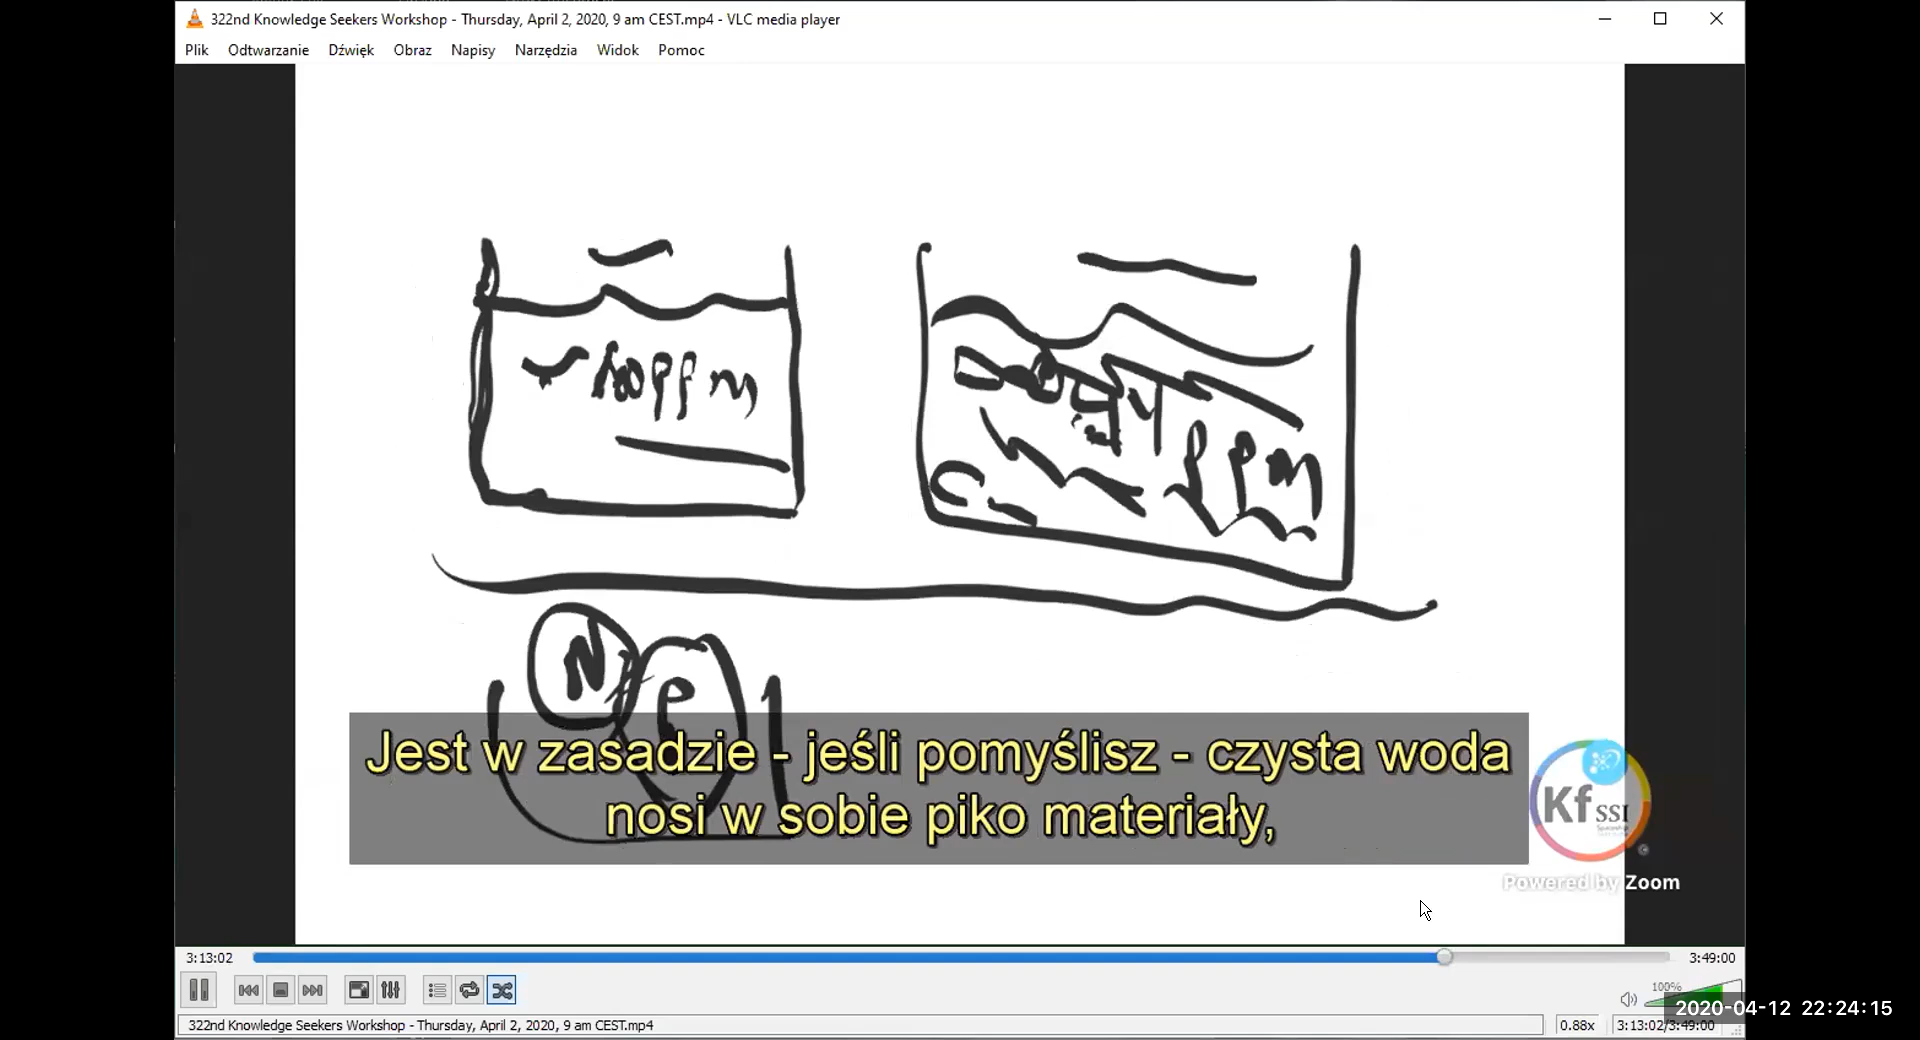 322nd Knowledge Seekers Workshop - Thursday, April 2, 2020, 9 am CEST.mp4 - VLC media player
Plik Odtwarzanie Dźwięk Obraz Napisy Narzędzia Widok Pomoc
ppm
ppm
N
P
Jest w zasadzie - jeśli pomyślisz - czysta woda
nosi w sobie piko materiały,
Kf SSI
Powered by Zoom
3:13:02
3:49:00
100%
322nd Knowledge Seekers Workshop - Thursday, April 2, 2020, 9 am CEST.mp4
0.88x
3:13:02/3:49:00
2020-04-12 22:24:15